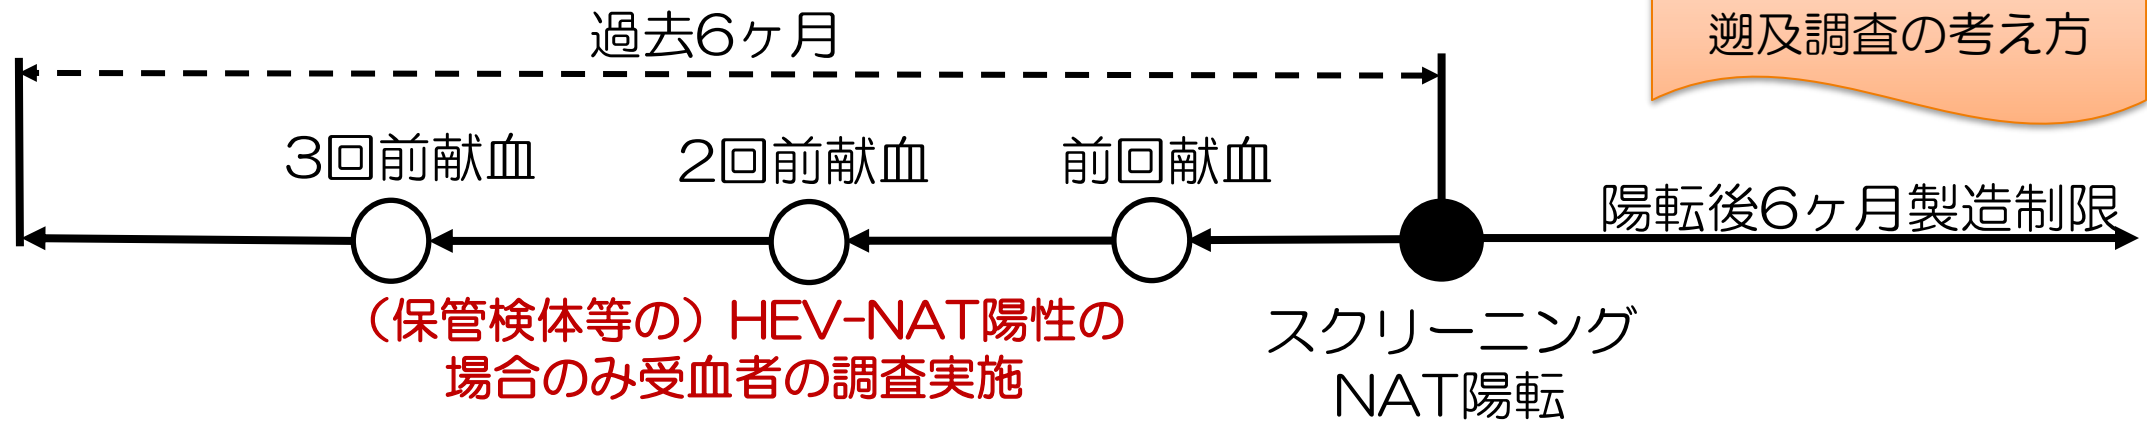 過去6ヶ月
遡及調査の考え方
3回前献血
2回前献血
前回献血
陽転後6ヶ月製造制限
（保管検体等の）HEV-NAT陽性の
場合のみ受血者の調査実施
スクリーニング
NAT陽転